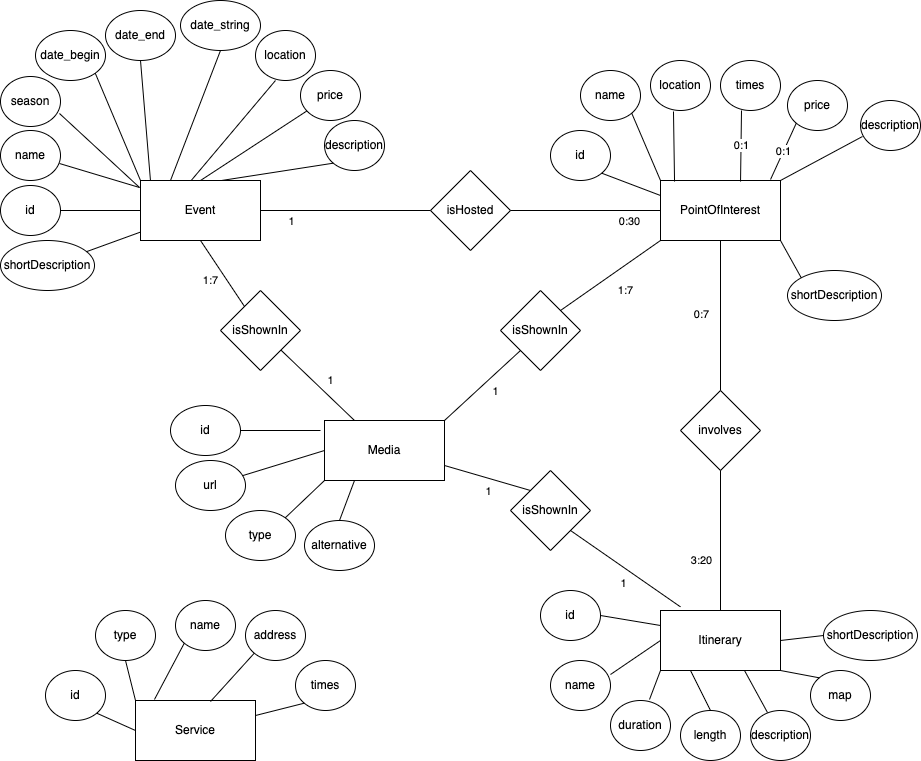 date_string
date_end
date_begin
location
season
price
name
description
id
Event
shortDescription
1
isHosted
0:30
name
location
times
price
description
id
0:1
0:1
PointOfInterest
shortDescription
1:7
isShownIn
1
1:7
isShownIn
1
0:7
involves
3:20
id
url
type
alternative
Media
1
isShownIn
1
id
name
duration
length
description
map
shortDescription
Itinerary
id
type
name
address
times
Service